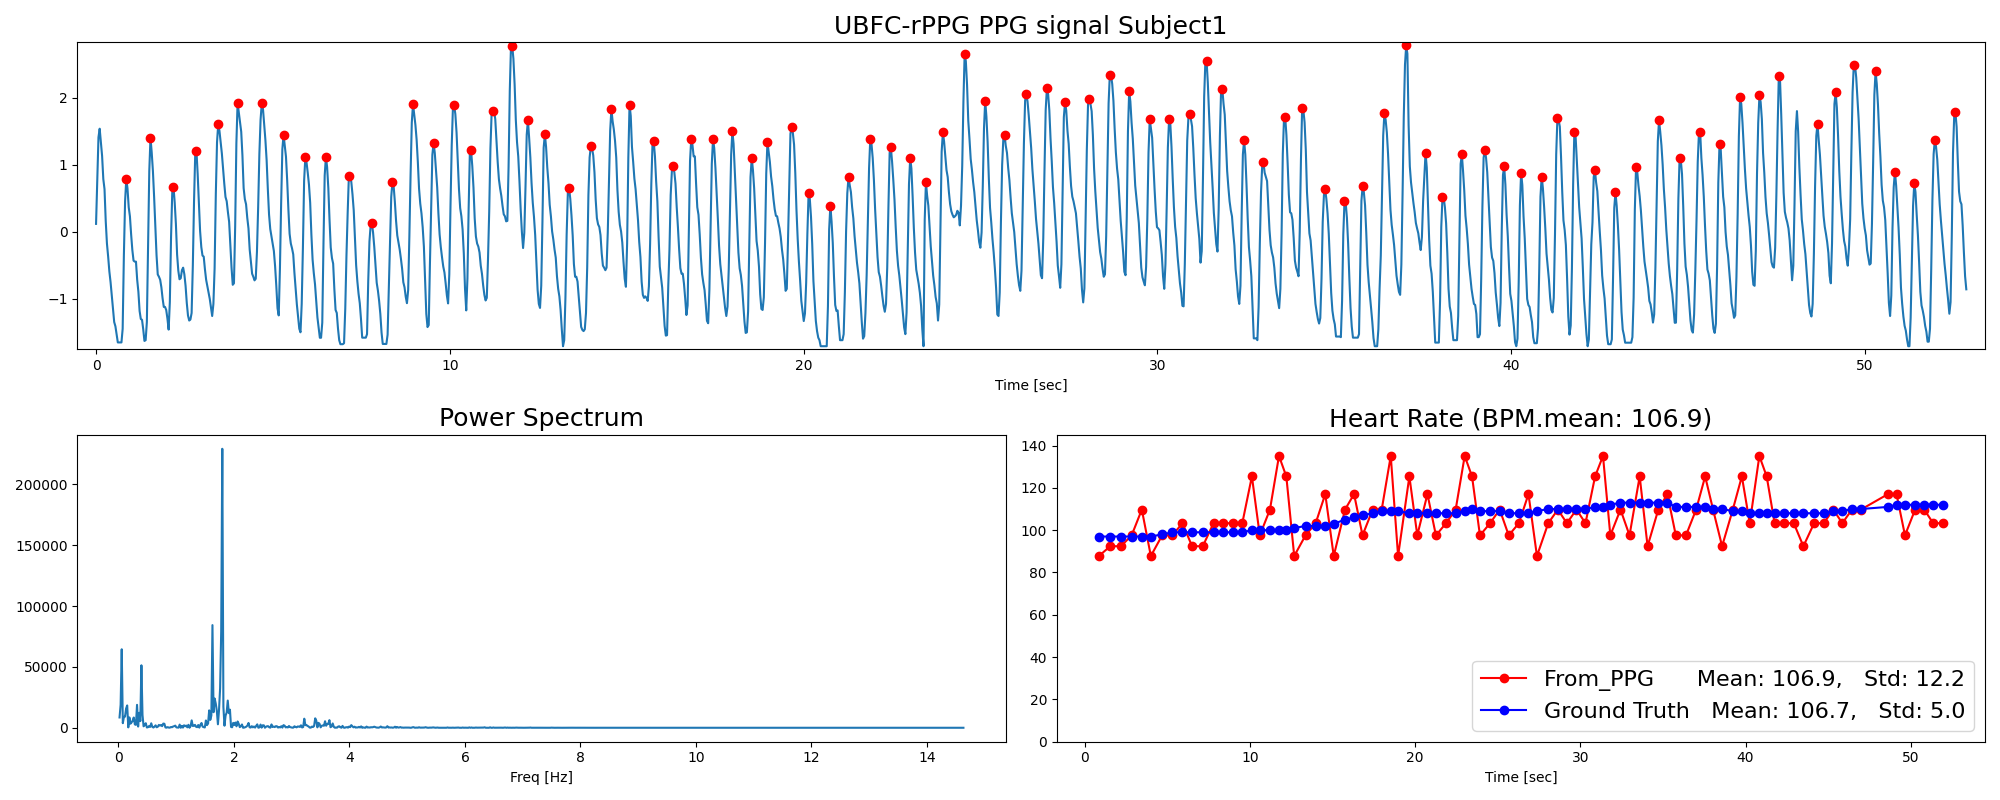 UBFC-rPPG PPG signal Subject1
2
1
0
−1
0 10 20 30 40 50
Time [sec]
Power Spectrum
200000
150000
100000
50000
0
0 2 4 6 8 10 12 14
Freq [Hz]
Heart Rate (BPM.mean: 106.9)
140
120
100
80
60
40
20
0
From_PPG Mean: 106.9, Std: 12.2
Ground Truth Mean: 106.7, Std: 5.0
0 10 20 30 40 50
Time [sec]